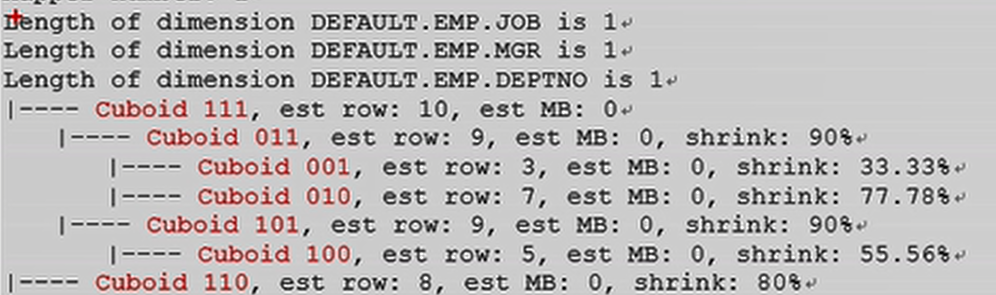 Length of dimension DEFAULT.EMP.JOB is 1↵
Length of dimension DEFAULT.EMP.MGR is 1↵
Length of dimension DEFAULT.EMP.DEPTNO is 1↵
|---- Cuboid 111, est row: 10, est MB: 0↵
|---- Cuboid 011, est row: 9, est MB: 0, shrink: 90%↵
|---- Cuboid 001, est row: 3, est MB: 0, shrink: 33.33%↵
|---- Cuboid 010, est row: 7, est MB: 0, shrink: 77.78%↵
|---- Cuboid 101, est row: 9, est MB: 0, shrink: 90%↵
|---- Cuboid 100, est row: 5, est MB: 0, shrink: 55.56%↵
|---- Cuboid 110, est row: 8, est MB: 0, shrink: 80%↵